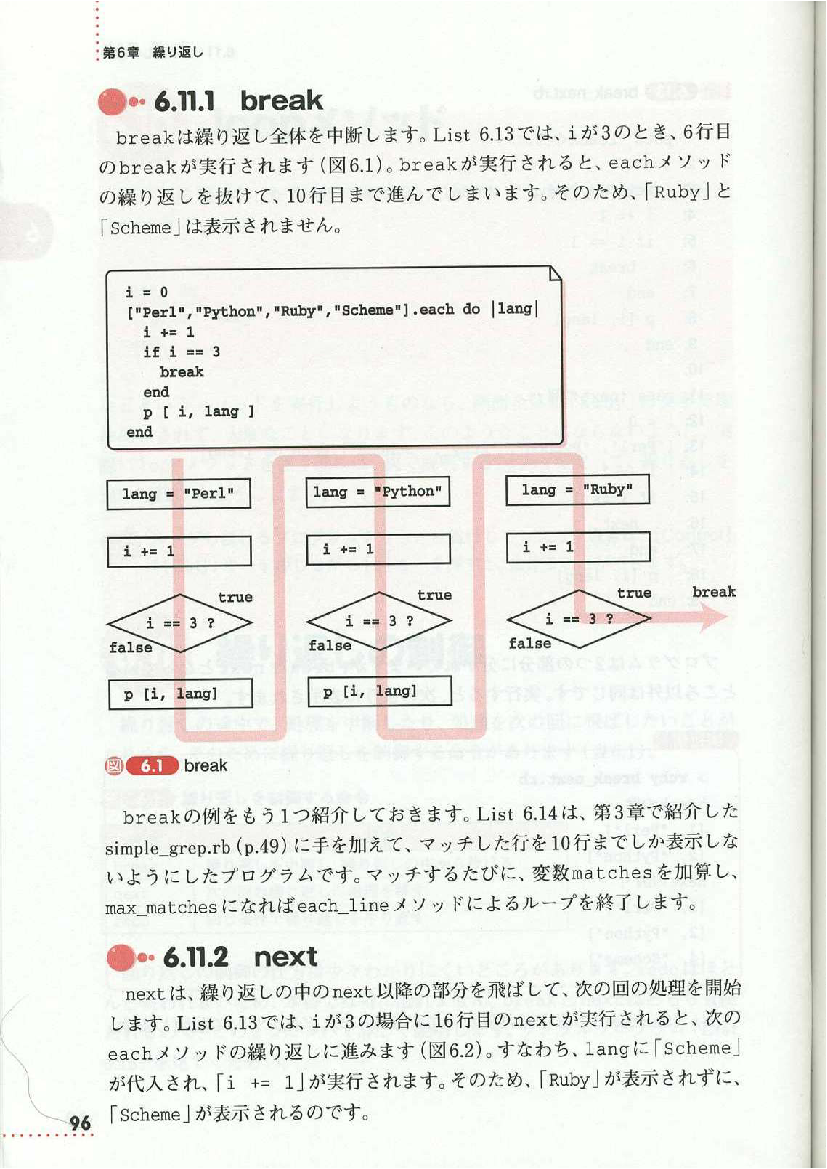 第6章 繰り返し
6.11.1 break
breakは繰り返し全体を中断します。List 6.13では、iが3のとき、6行目
のbreakが実行されます(図6.1)。breakが実行されると、eachメソッド
の繰り返しを抜けて、10行目まで進んでしまいます。そのため、「Ruby」と
「Scheme」は表示されません。
i = 0
["Perl","Python","Ruby","Scheme"].each do |lang|
i += 1
if i == 3
break
end
p [ i, lang ]
end
lang = "Perl"
lang = "Python"
lang = "Ruby"
i += 1
i += 1
i += 1
true
true
true
break
i == 3 ?
i == 3 ?
i == 3 ?
false
false
false
p [i, lang]
p [i, lang]
図 6.1 break
breakの例をもう1つ紹介しておきます。List 6.14は、第3章で紹介した
simple_grep.rb (p.49) に手を加えて、マッチした行を10行までしか表示しな
いようにしたプログラムです。マッチするたびに、変数matchesを加算し、
max_matchesになればeach_lineメソッドによるループを終了します。
6.11.2 next
nextは、繰り返しの中のnext以降の部分を飛ばして、次の回の処理を開始
します。List 6.13では、iが3の場合に16行目のnextが実行されると、次の
eachメソッドの繰り返しに進みます(図6.2)。すなわち、langに「Scheme」
が代入され、「i += 1」が実行されます。そのため、「Ruby」が表示されずに、
「Scheme」が表示されるのです。
96